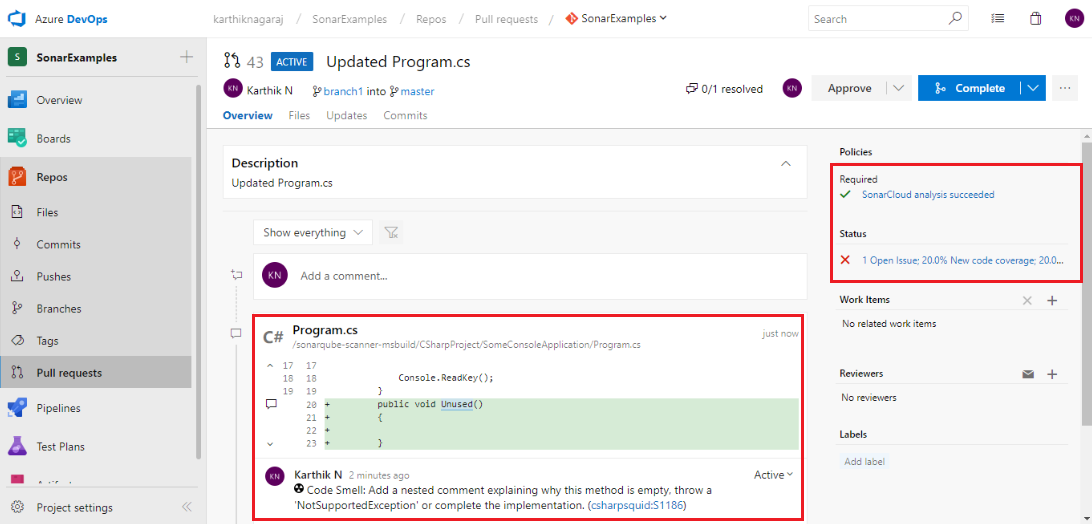 Azure DevOps
karthiknagaraj / SonarExamples / Repos / Pull requests / SonarExamples
Search
KN
S SonarExamples
Overview
Boards
Repos
Files
Commits
Pushes
Branches
Tags
Pull requests
Pipelines
Test Plans
Project settings
43 ACTIVE Updated Program.cs
KN Karthik N branch1 into master
0/1 resolved
KN
Approve
Complete
Overview Files Updates Commits
Description
Updated Program.cs
Show everything
KN Add a comment...
C# Program.cs just now
/sonarqube-scanner-msbuild/CSharpProject/SomeConsoleApplication/Program.cs
17 17
18 18 Console.ReadKey();
19 19 }
20 + public void Unused()
21 + {
22 +
23 + }
KN Karthik N 2 minutes ago Active
Code Smell: Add a nested comment explaining why this method is empty, throw a
'NotSupportedException' or complete the implementation. (csharpsquid:S1186)
Policies
Required
SonarCloud analysis succeeded
Status
1 Open Issue; 20.0% New code coverage; 20.0...
Work Items
No related work items
Reviewers
No reviewers
Labels
Add label